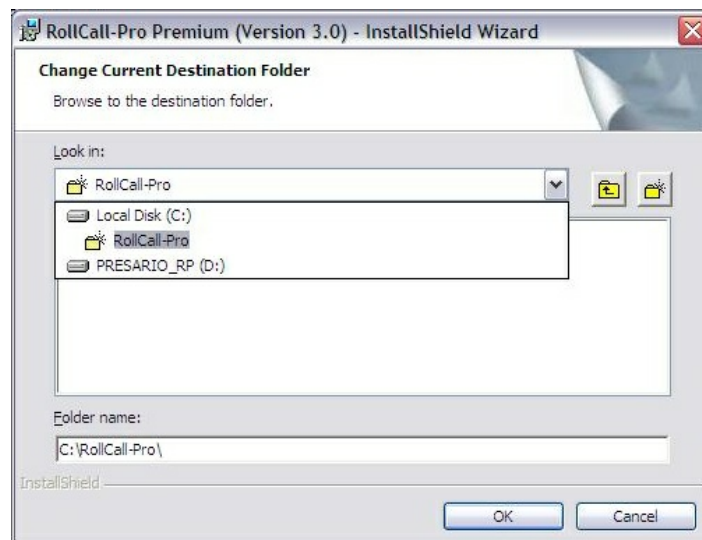 RollCall-Pro Premium (Version 3.0) - InstallShield Wizard
Change Current Destination Folder
Browse to the destination folder.
Look in:
RollCall-Pro
Local Disk (C:)
RollCall-Pro
PRESARIO_RP (D:)
Folder name:
C:\RollCall-Pro\
InstallShield
OK Cancel